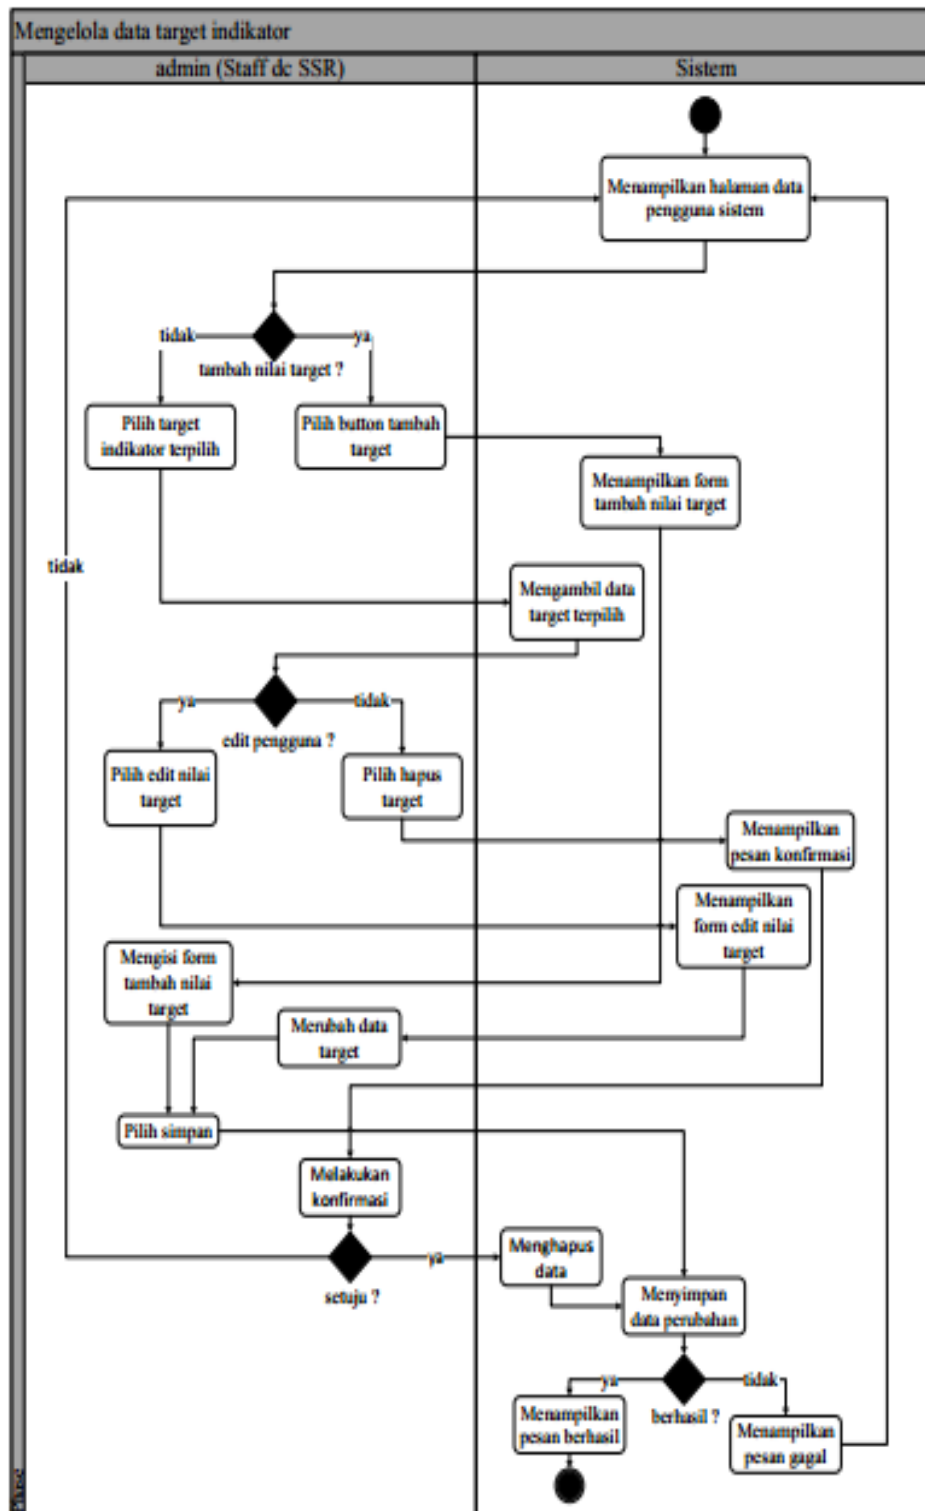 Mengelola data target indikator
admin (Staff dc SSR)
Sistem
Menampilkan halaman data
pengguna sistem
tidak
ya
tambah nilai target ?
Pilih target
indikator terpilih
Pilih button tambah
target
Menampilkan form
tambah nilai target
tidak
Mengambil data
target terpilih
ya
tidak
edit pengguna ?
Pilih edit nilai
target
Pilih hapus
target
Menampilkan
pesan konfirmasi
Menampilkan
form edit nilai
target
Mengisi form
tambah nilai
target
Merubah data
target
Pilih simpan
Melakukan
konfirmasi
ya
setuju ?
Menghapus
data
Menyimpan
data perubahan
ya
tidak
berhasil ?
Menampilkan
pesan berhasil
Menampilkan
pesan gagal